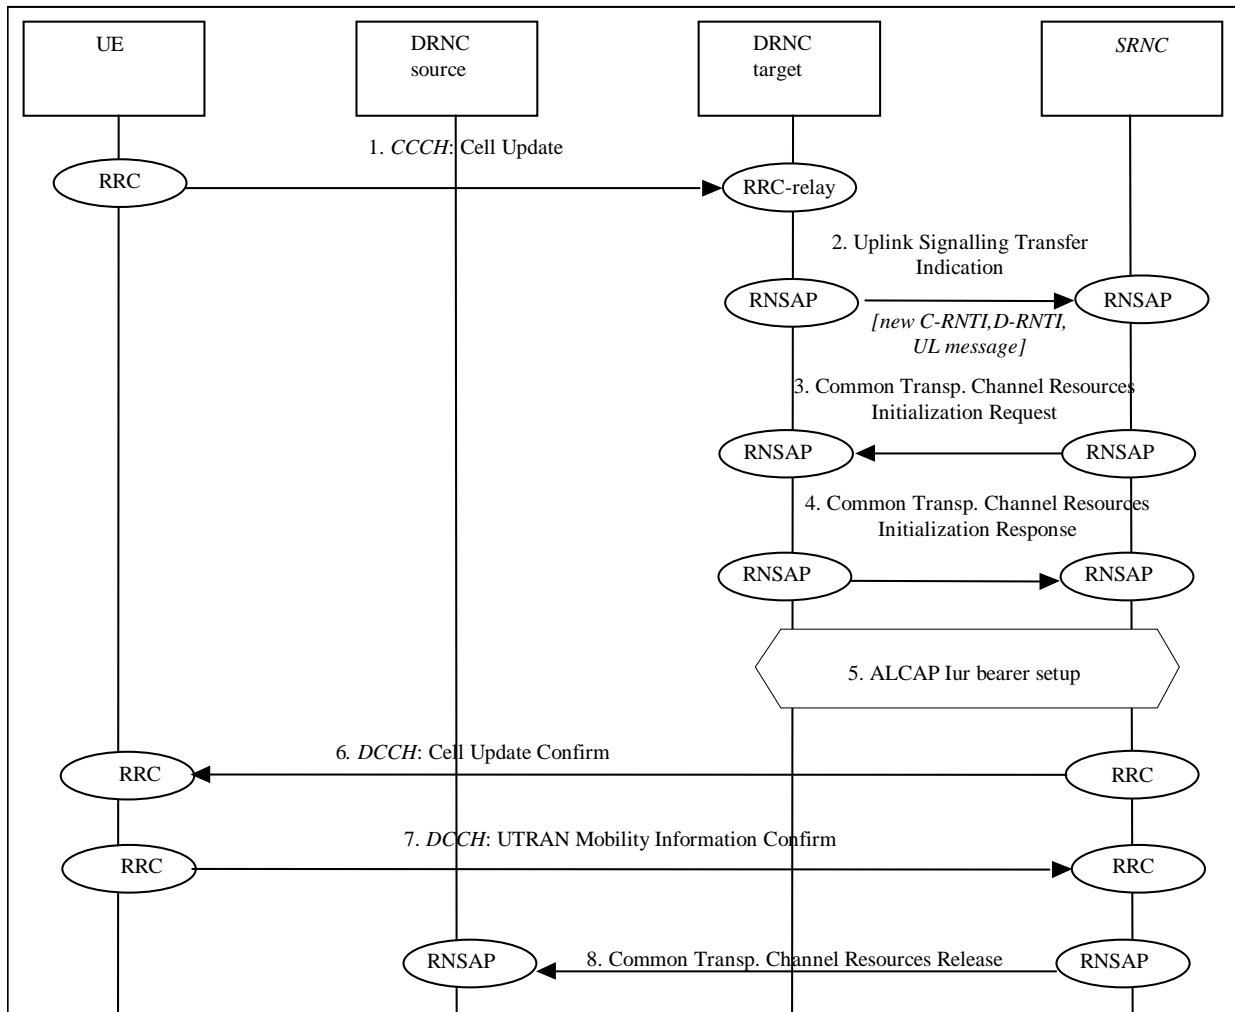 UE
DRNC
source
DRNC
target
SRNC
1. CCCH: Cell Update
RRC
RRC-relay
2. Uplink Signalling Transfer
Indication
RNSAP
RNSAP
[new C-RNTI,D-RNTI,
UL message]
3. Common Transp. Channel Resources
Initialization Request
RNSAP
RNSAP
4. Common Transp. Channel Resources
Initialization Response
RNSAP
RNSAP
5. ALCAP Iur bearer setup
6. DCCH: Cell Update Confirm
RRC
RRC
7. DCCH: UTRAN Mobility Information Confirm
RRC
RRC
8. Common Transp. Channel Resources Release
RNSAP
RNSAP